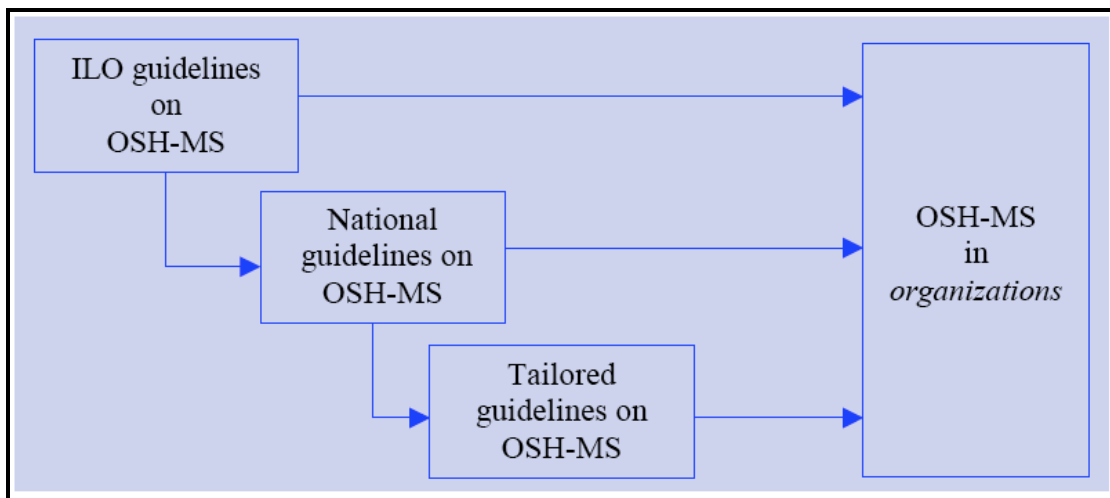 ILO guidelines
on
OSH-MS
National
guidelines on
OSH-MS
Tailored
guidelines on
OSH-MS
OSH-MS
in
organizations